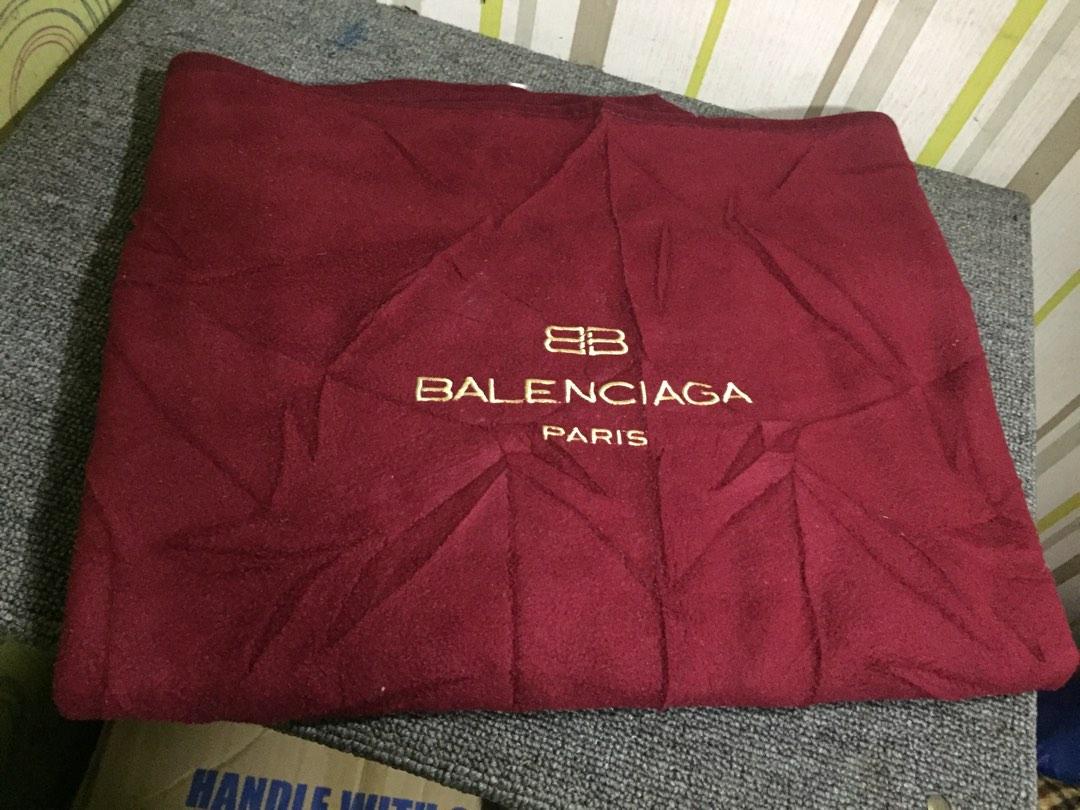 BB
BALENCIAGA
PARIS
HANDLE WITH